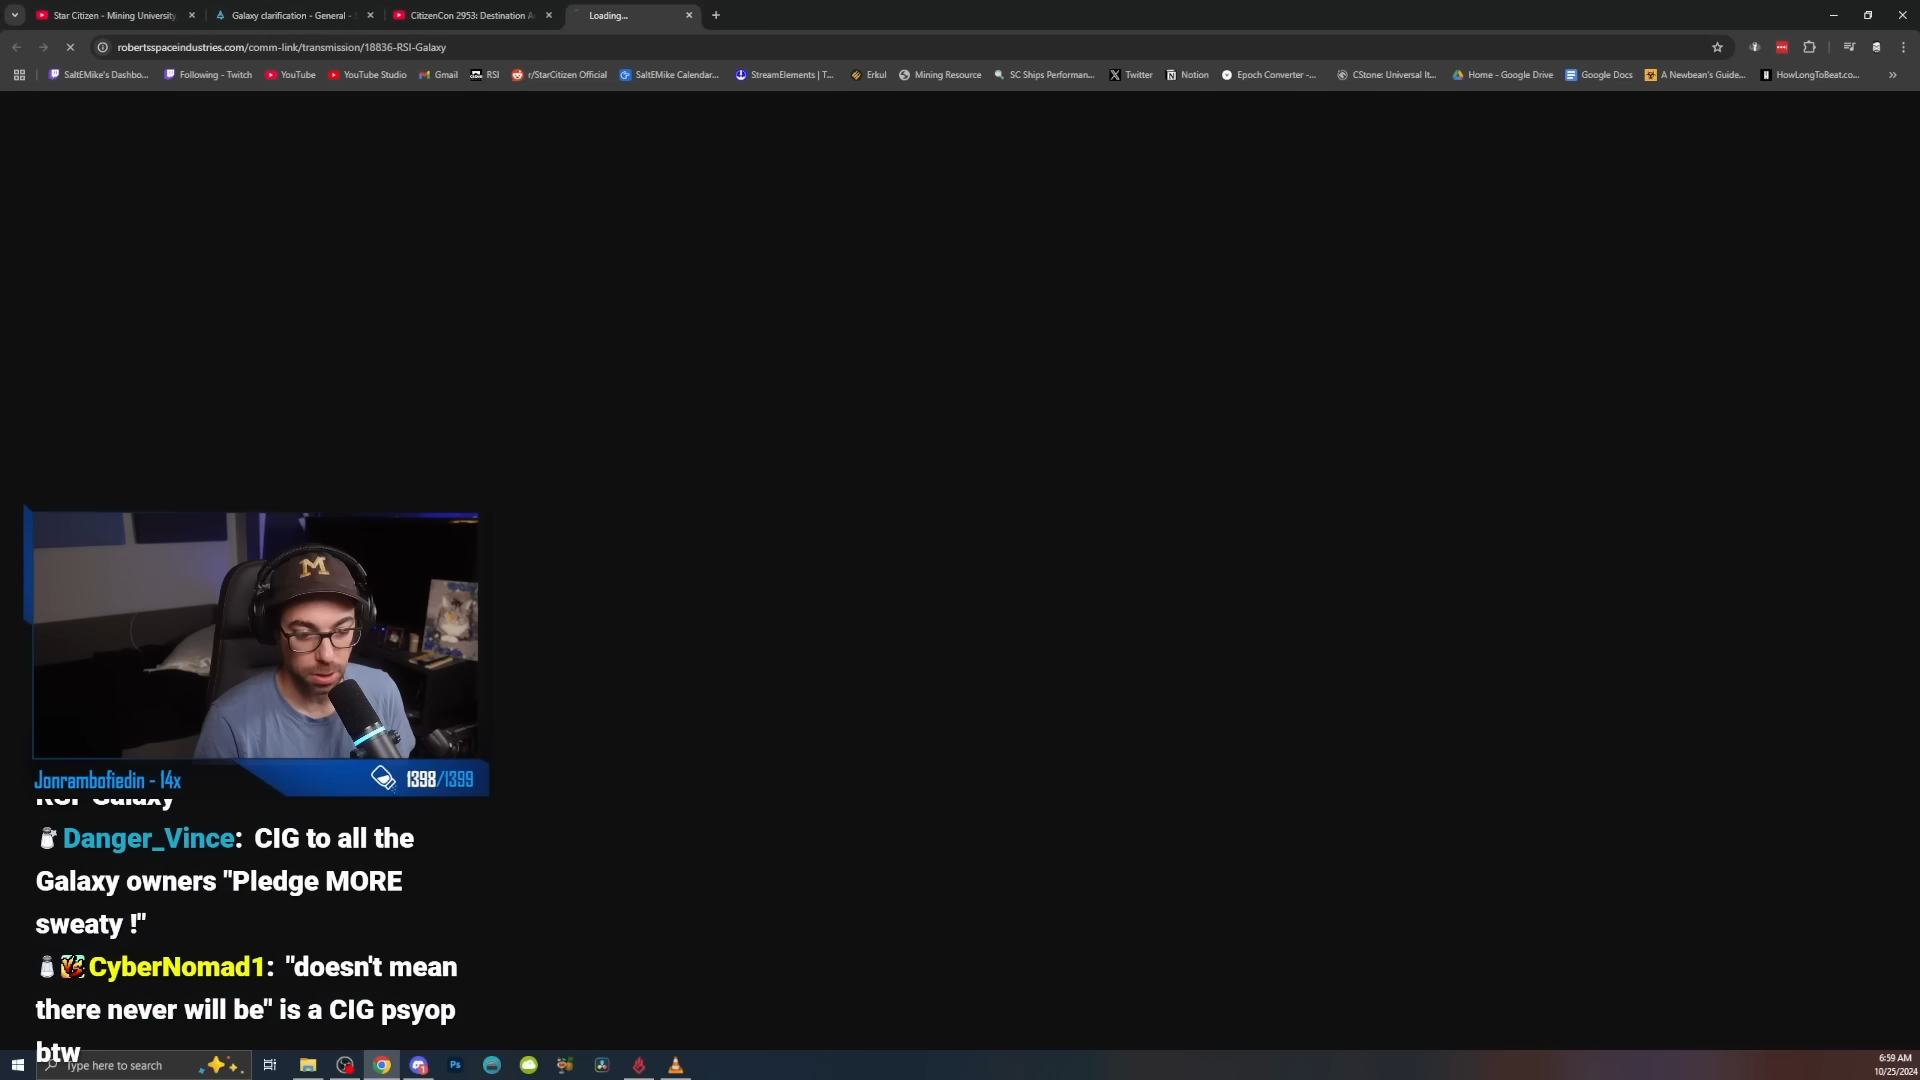 Star Citizen - Mining University
Galaxy clarification - General -
CitizenCon 2953: Destination A
Loading...
robertsspaceindustries.com/comm-link/transmission/18836-RSI-Galaxy
SaltEMike's Dashbo...
Following - Twitch
YouTube
YouTube Studio
Gmail
RSI
r/StarCitizen Official
SaltEMike Calendar...
StreamElements | T...
Erkul
Mining Resource
SC Ships Performan...
Twitter
Notion
Epoch Converter -...
CStone: Universal It...
Home - Google Drive
Google Docs
A Newbean's Guide...
HowLongToBeat.co...
M
Jonrambofiedin - 14x
1398/1399
RSI Galaxy
Danger_Vince: CIG to all the
Galaxy owners "Pledge MORE
sweaty !"
CyberNomad1: "doesn't mean
there never will be" is a CIG psyop
btw
Type here to search
Ps
6:59 AM
10/25/2024